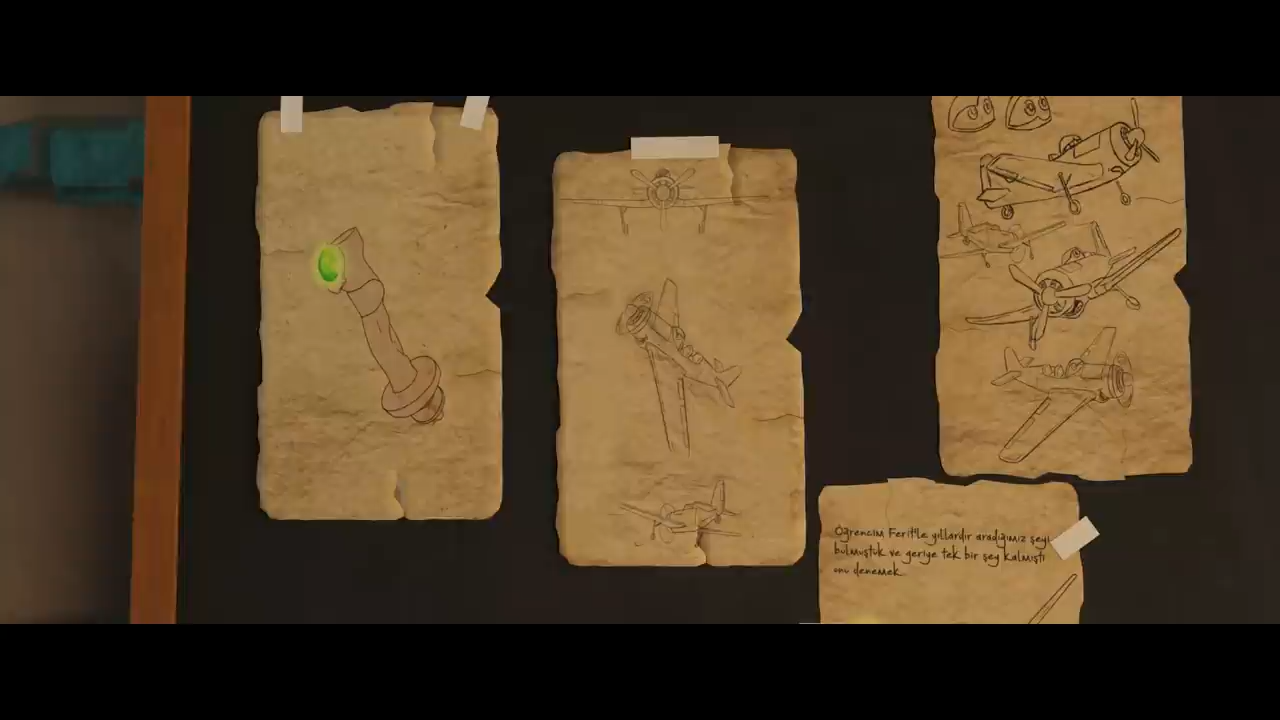 Öğrencim Ferit'le yıllardır aradığımız şeyi
bulmuştuk ve geriye tek bir şey kalmıştı
onu denemek.